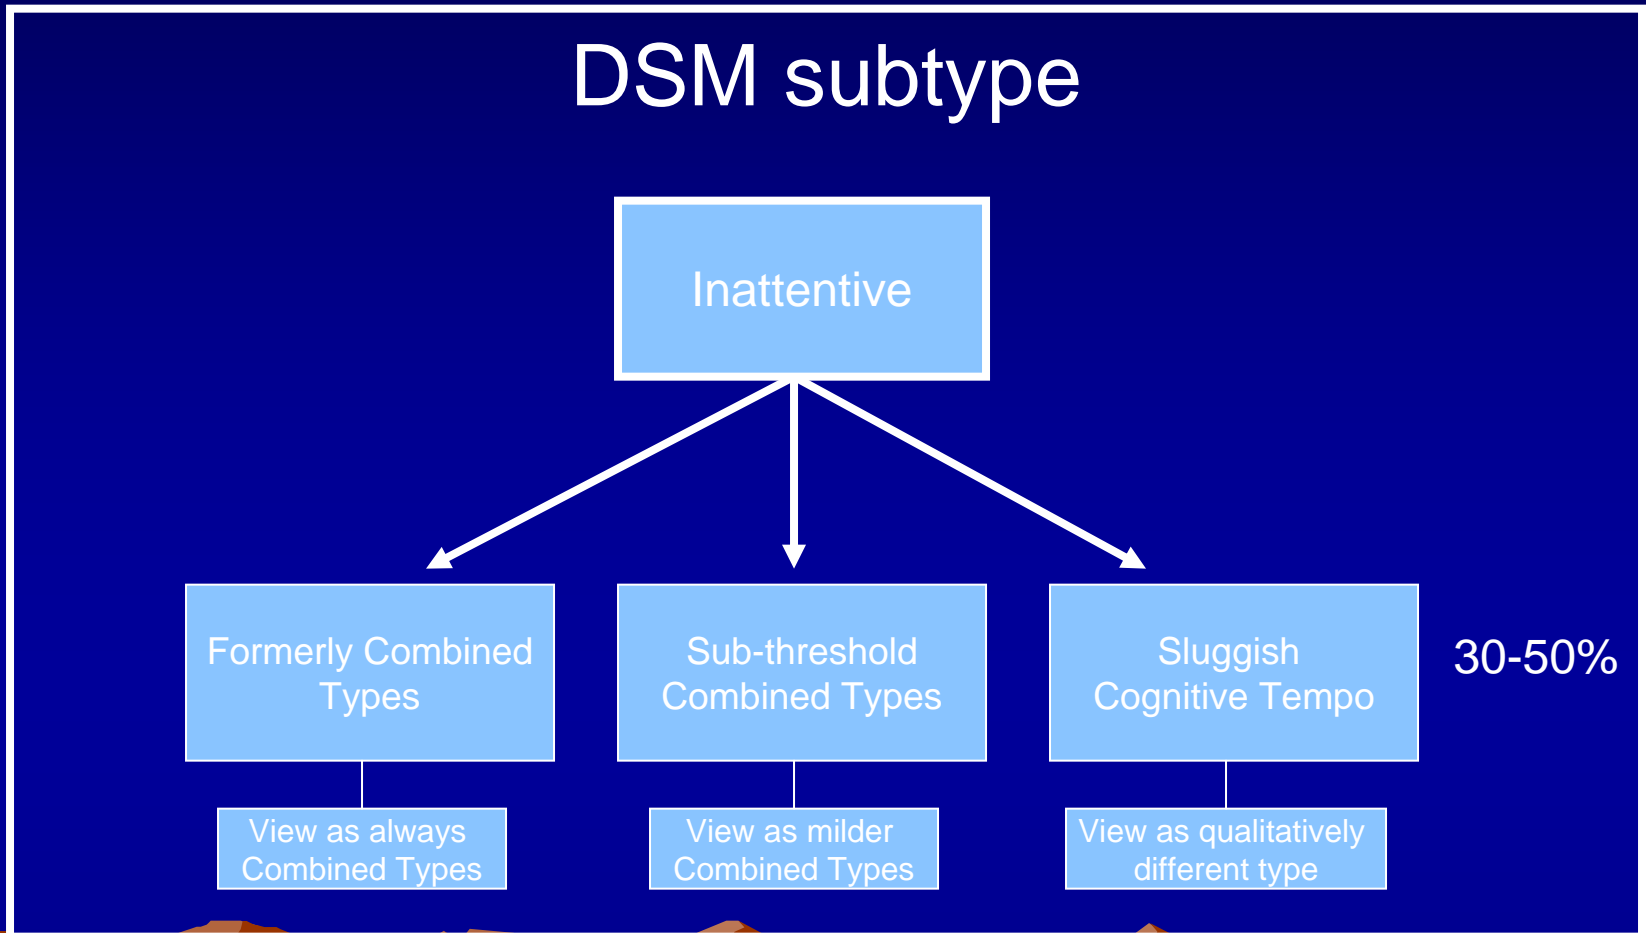 DSM subtype
Inattentive
Formerly Combined
Types
Sub-threshold
Combined Types
Sluggish
Cognitive Tempo
30-50%
View as always
Combined Types
View as milder
Combined Types
View as qualitatively
different type